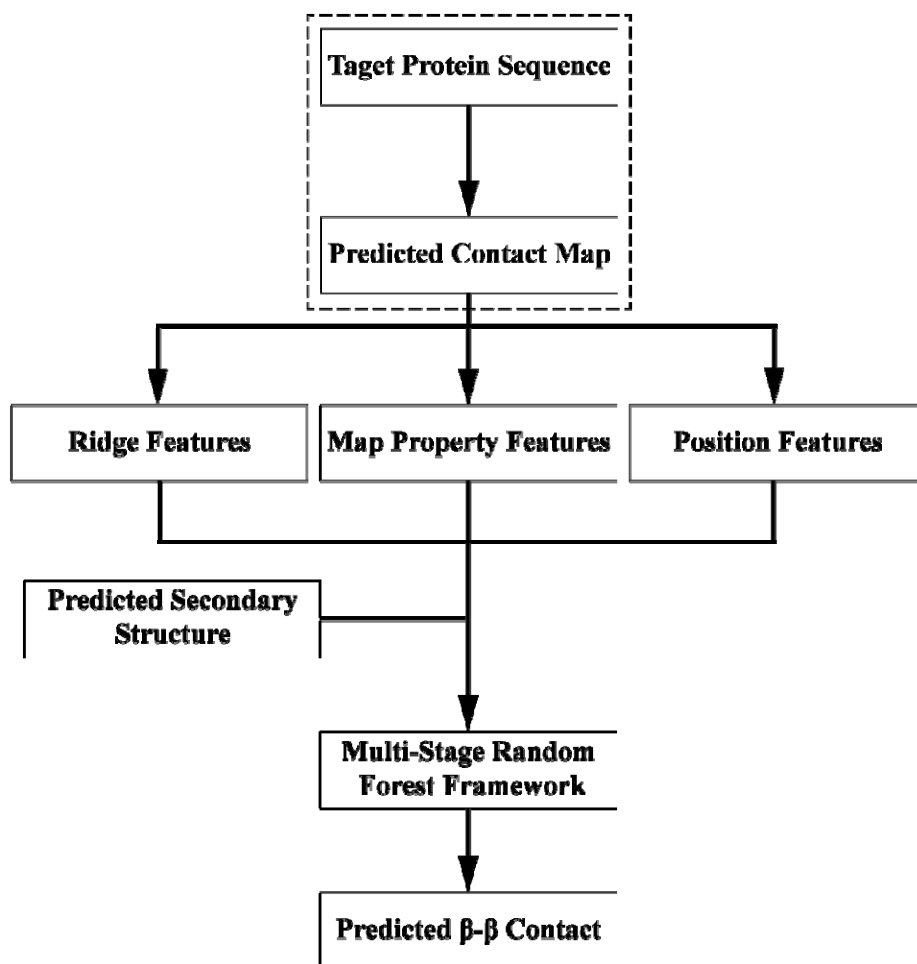 Taget Protein Sequence
Predicted Contact Map
Ridge Features
Map Property Features
Position Features
Predicted Secondary
Structure
Multi-Stage Random
Forest Framework
Predicted β-β Contact